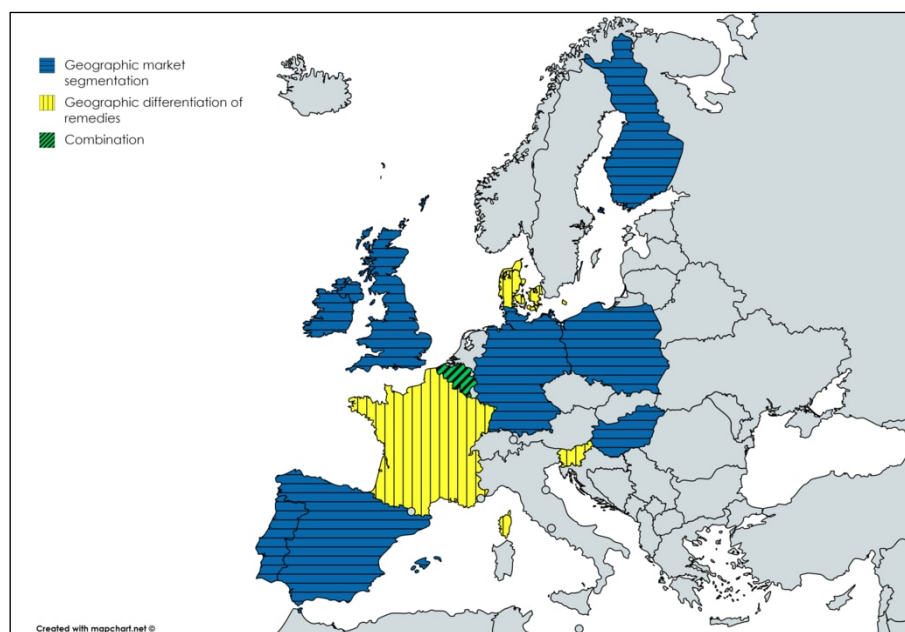 Geographic market
segmentation
Geographic differentiation of
remedies
Combination
Created with mapchart.net ©